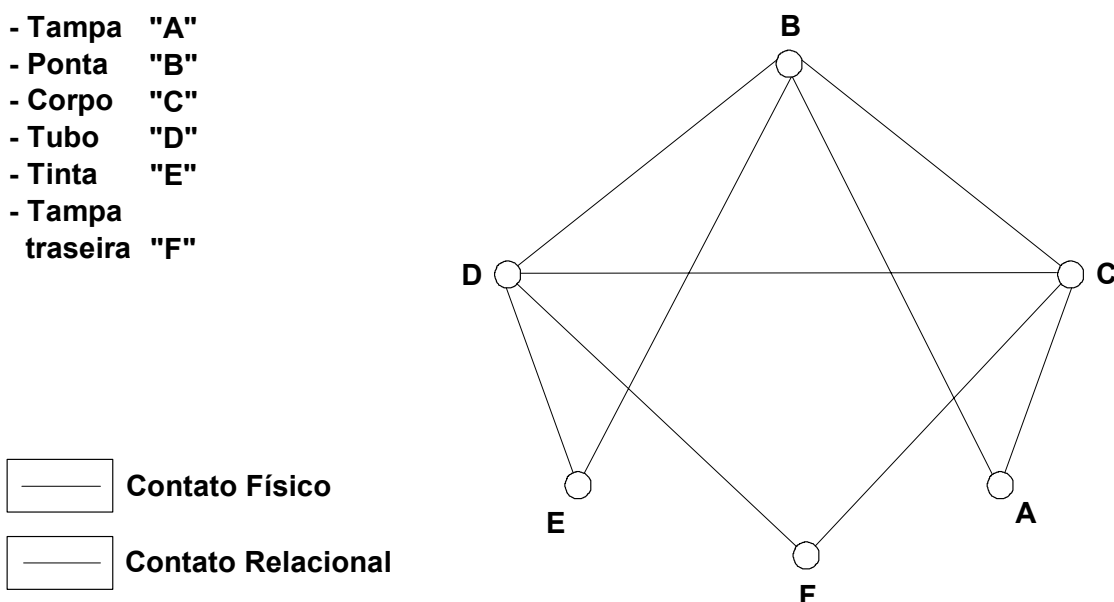 - Tampa "A"
- Ponta "B"
- Corpo "C"
- Tubo "D"
- Tinta "E"
- Tampa
traseira "F"
B
D
C
E
A
F
Contato Físico
Contato Relacional